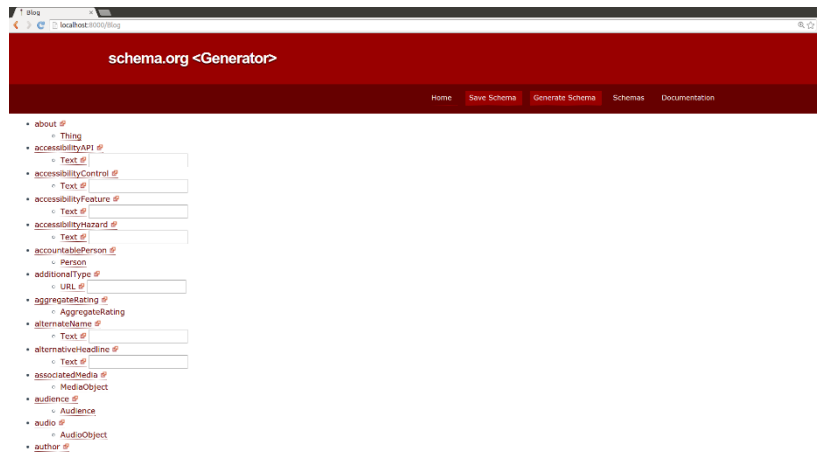 Blog
localhost:8000/Blog
schema.org <Generator>
Home Save Schema Generate Schema Schemas Documentation
about
Thing
accessibilityAPI
Text
accessibilityControl
Text
accessibilityFeature
Text
accessibilityHazard
Text
accountablePerson
Person
additionalType
URL
aggregateRating
AggregateRating
alternateName
Text
alternativeHeadline
Text
associatedMedia
MediaObject
audience
Audience
audio
AudioObject
author